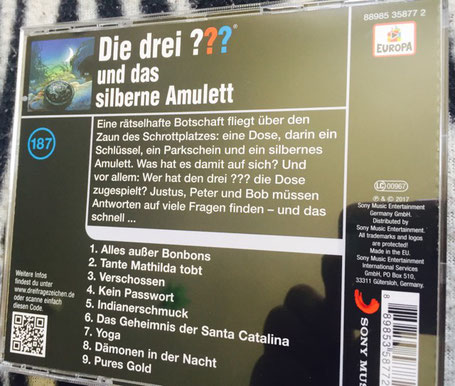 88985 35877 2
Die drei ???®
und das
silberne Amulett
EUROPA
187
Eine rätselhafte Botschaft fliegt über den
Zaun des Schrottplatzes: eine Dose, darin ein
Schlüssel, ein Parkschein und ein silbernes
Amulett. Was hat es damit auf sich? Und
vor allem: Wer hat den drei ??? die Dose
zugespielt? Justus, Peter und Bob müssen
Antworten auf viele Fragen finden – und das
schnell ...
1. Alles außer Bonbons
2. Tante Mathilda tobt
3. Verschossen
4. Kein Passwort
5. Indianerschmuck
6. Das Geheimnis der Santa Catalina
7. Yoga
8. Dämonen in der Nacht
9. Pures Gold
Weitere Infos
findest du unter
www.dreifragezeichen.de
oder scanne einfach
diesen Code.
LC 00967
℗ & © 2017
Sony Music Entertainment
Germany GmbH.
Distributed by
Sony Music Entertainment.
All trademarks and logos
are protected!
Made in the EU.
Sony Music Entertainment
International Services
GmbH, PO Box 510,
33311 Gütersloh, Germany.
SONY MUS
8 89853 58772